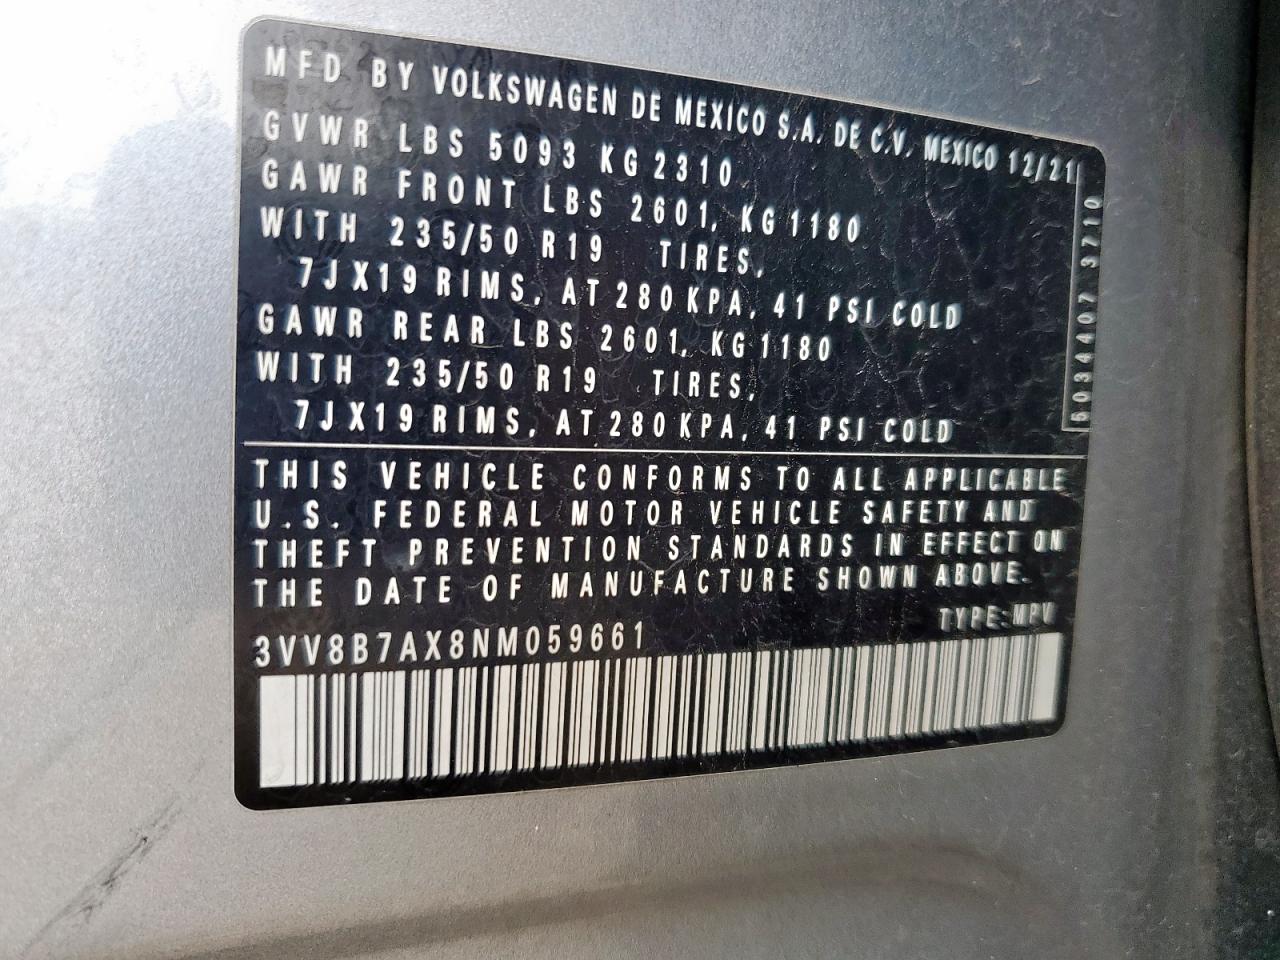 MFD BY VOLKSWAGEN DE MEXICO S.A. DE C.V. MEXICO 12/21
GVWR LBS 5093 KG 2310
GAWR FRONT LBS 2601, KG 1180
WITH 235/50 R19 TIRES,
7JX19 RIMS, AT 280 KPA, 41 PSI COLD
GAWR REAR LBS 2601, KG 1180
WITH 235/50 R19 TIRES,
7JX19 RIMS, AT 280 KPA, 41 PSI COLD
50344407 3710
THIS VEHICLE CONFORMS TO ALL APPLICABLE
U.S. FEDERAL MOTOR VEHICLE SAFETY AND
THEFT PREVENTION STANDARDS IN EFFECT ON
THE DATE OF MANUFACTURE SHOWN ABOVE.
TYPE: MPV
3VV8B7AX8NM059661